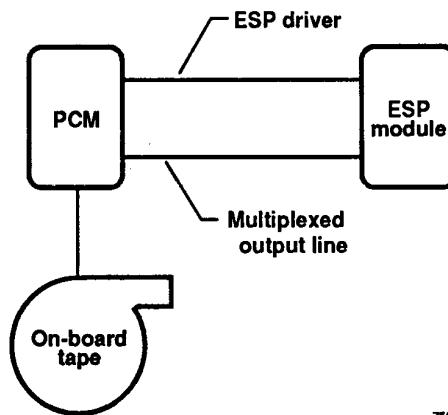 ESP driver
PCM
ESP
module
Multiplexed
output line
On-board
tape